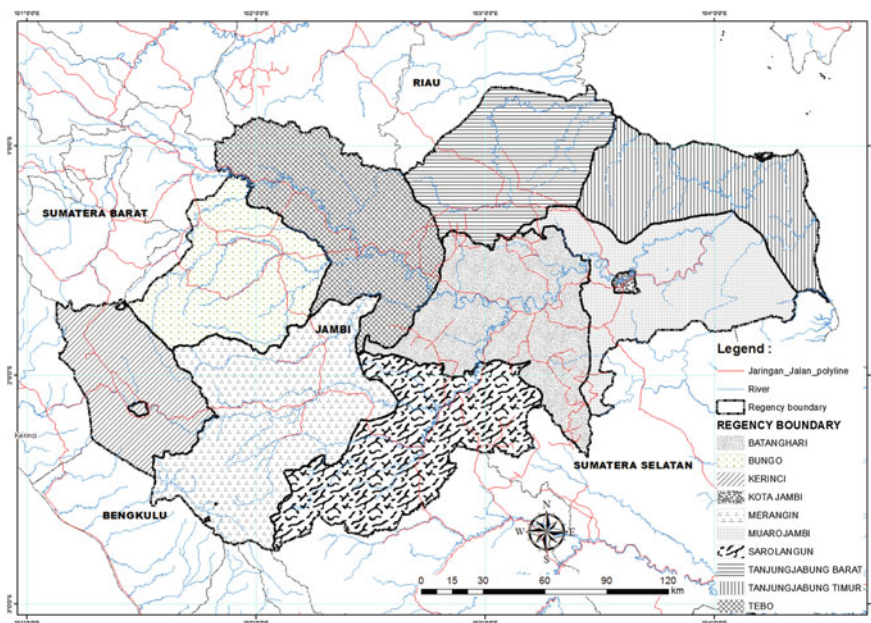 RIAU
SUMATERA BARAT
JAMBI
BENGKULU
SUMATERA SELATAN
Legend :
Jaringan_Jalan_polyline
River
Regency boundary
REGENCY BOUNDARY
BATANGHARI
BUNGO
KERINCI
KOTA JAMBI
MERANGIN
MUAROJAMBI
SAROLANGUN
TANJUNGJABUNG BARAT
TANJUNGJABUNG TIMUR
TEBO
N
W E
S
0 15 30 60 90 120
km